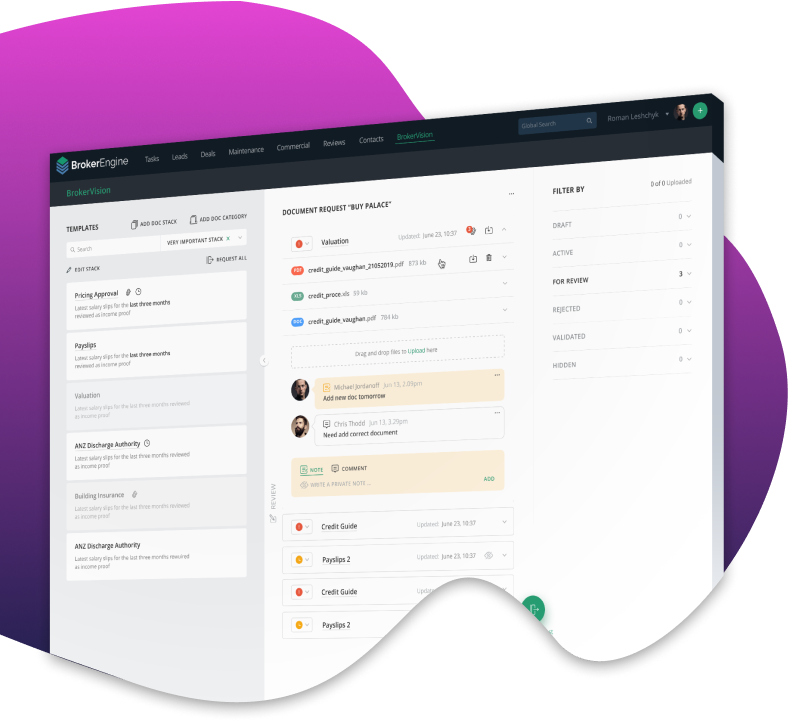 BrokerEngine
Tasks
Leads
Deals
Maintenance
Commercial
Reviews
Contacts
BrokerVision
Global Search
Roman Leshchyk
BrokerVision
TEMPLATES
ADD DOC STACK
ADD DOC CATEGORY
Search
VERY IMPORTANT STACK
EDIT STACK
REQUEST ALL
Pricing Approval
Latest salary slips for the last three months
reviewed as income proof
Payslips
Latest salary slips for the last three months
reviewed as income proof
Valuation
Latest salary slips for the last three months reviewed
as income proof
ANZ Discharge Authority
Latest salary slips for the last three months reviewed
as income proof
Building Insurance
Latest salary slips for the last three months reviewed
as income proof
ANZ Discharge Authority
Latest salary slips for the last three months reviewed
as income proof
REVIEW
DOCUMENT REQUEST "BUY PALACE"
Valuation
Updated: June 23, 10:37
PDF credit_guide_vaughan_21052019.pdf 873 kb
XLS credit_proce.xls 99 kb
DOC credit_guide_vaughan.pdf 784 kb
Drag and drop files to Upload here
Michael Jordanoff Jun 13, 2.09pm
Add new doc tomorrow
Chris Thodd Jun 13, 3.29pm
Need add correct document
NOTE
COMMENT
WRITE A PRIVATE NOTE...
ADD
Credit Guide
Updated: June 23, 10:37
Payslips 2
Updated: June 23, 10:37
Credit Guide
Payslips 2
FILTER BY
0 of 0 Uploaded
DRAFT 0
ACTIVE 0
FOR REVIEW 3
REJECTED 0
VALIDATED 0
HIDDEN 0